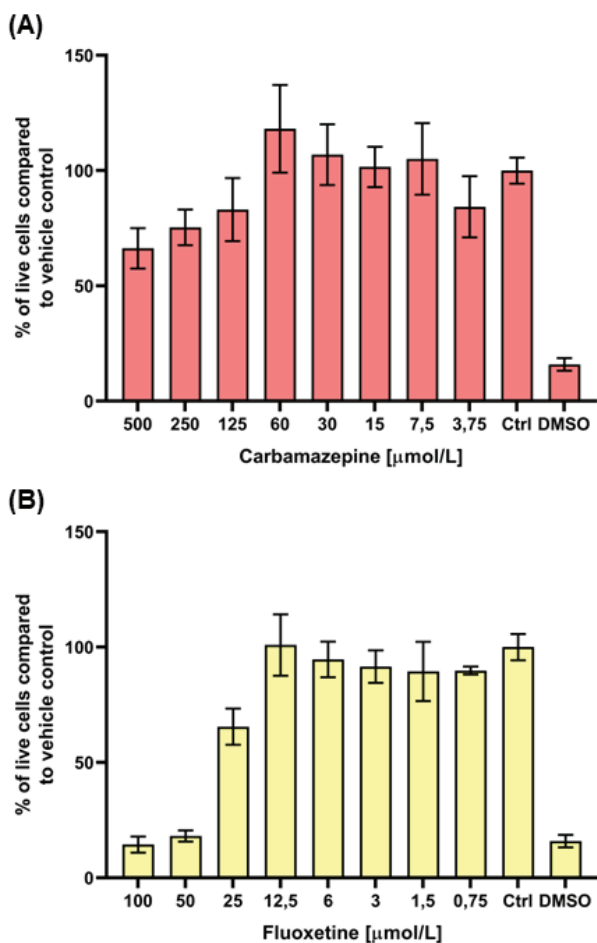 (A)
150
100
50
0
% of live cells compared
to vehicle control
500 250 125 60 30 15 7,5 3,75 Ctrl DMSO
Carbamazepine [μmol/L]
(B)
150
100
50
0
% of live cells compared
to vehicle control
100 50 25 12,5 6 3 1,5 0,75 Ctrl DMSO
Fluoxetine [μmol/L]